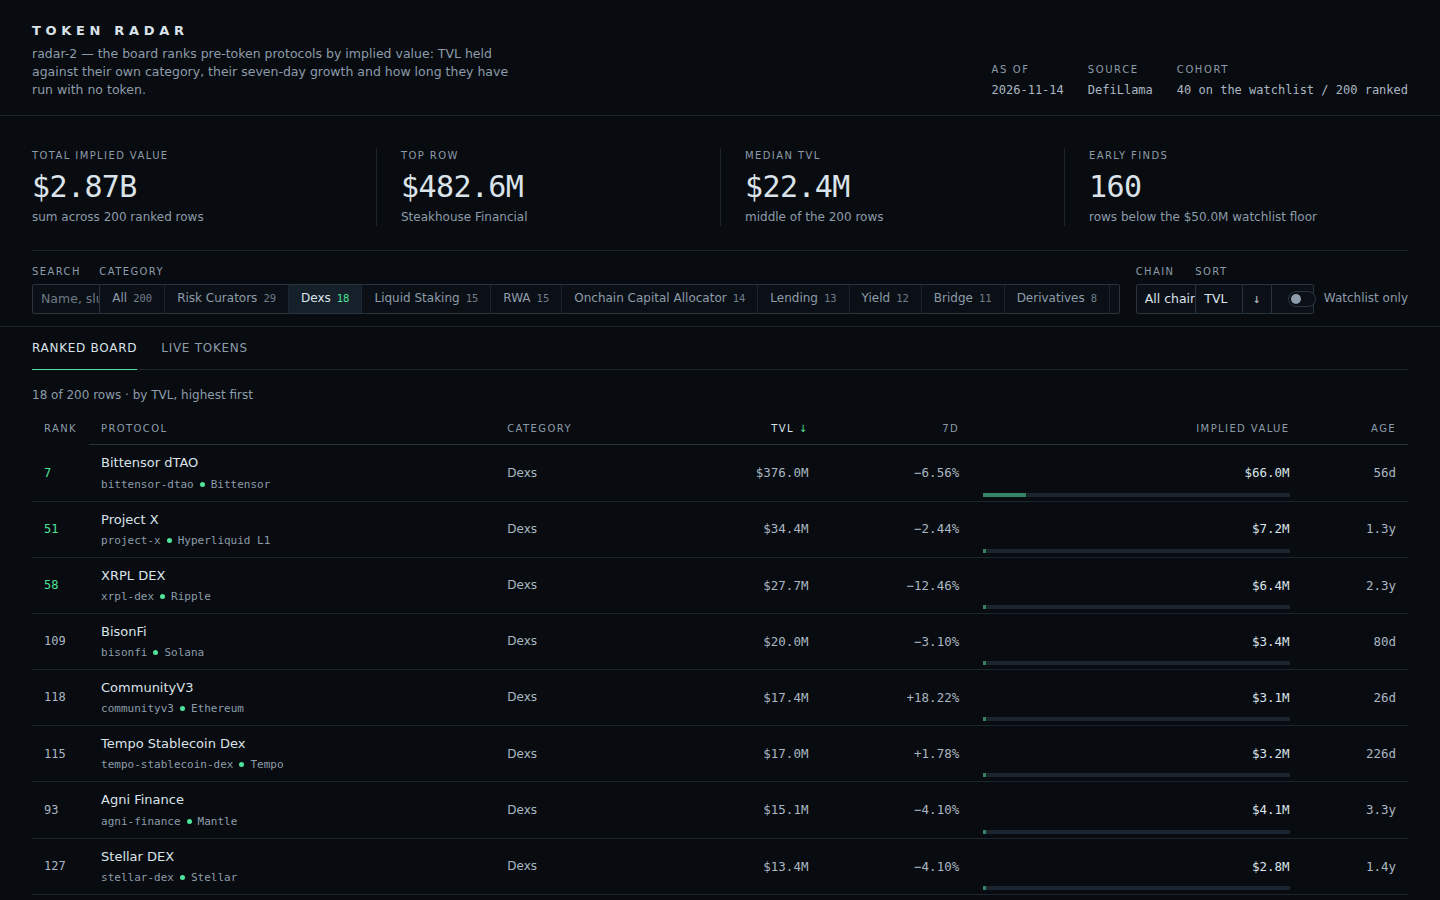 TOKEN RADAR
radar-2 — the board ranks pre-token protocols by implied value: TVL held
against their own category, their seven-day growth and how long they have
run with no token.
AS OF SOURCE COHORT
2026-11-14 DefiLlama 40 on the watchlist / 200 ranked
TOTAL IMPLIED VALUE TOP ROW MEDIAN TVL EARLY FINDS
$2.87B $482.6M $22.4M 160
sum across 200 ranked rows Steakhouse Financial middle of the 200 rows rows below the $50.0M watchlist floor
SEARCH CATEGORY CHAIN SORT
Name, slu All 200 Risk Curators 29 Dexs 18 Liquid Staking 15 RWA 15 Onchain Capital Allocator 14 Lending 13 Yield 12 Bridge 11 Derivatives 8 All chain TVL ↓ Watchlist only
RANKED BOARD LIVE TOKENS
18 of 200 rows · by TVL, highest first
RANK PROTOCOL CATEGORY TVL ↓ 7D IMPLIED VALUE AGE
7 Bittensor dTAO Dexs $376.0M −6.56% $66.0M 56d
bittensor-dtao Bittensor
51 Project X Dexs $34.4M −2.44% $7.2M 1.3y
project-x Hyperliquid L1
58 XRPL DEX Dexs $27.7M −12.46% $6.4M 2.3y
xrpl-dex Ripple
109 BisonFi Dexs $20.0M −3.10% $3.4M 80d
bisonfi Solana
118 CommunityV3 Dexs $17.4M +18.22% $3.1M 26d
communityv3 Ethereum
115 Tempo Stablecoin Dex Dexs $17.0M +1.78% $3.2M 226d
tempo-stablecoin-dex Tempo
93 Agni Finance Dexs $15.1M −4.10% $4.1M 3.3y
agni-finance Mantle
127 Stellar DEX Dexs $13.4M −4.10% $2.8M 1.4y
stellar-dex Stellar